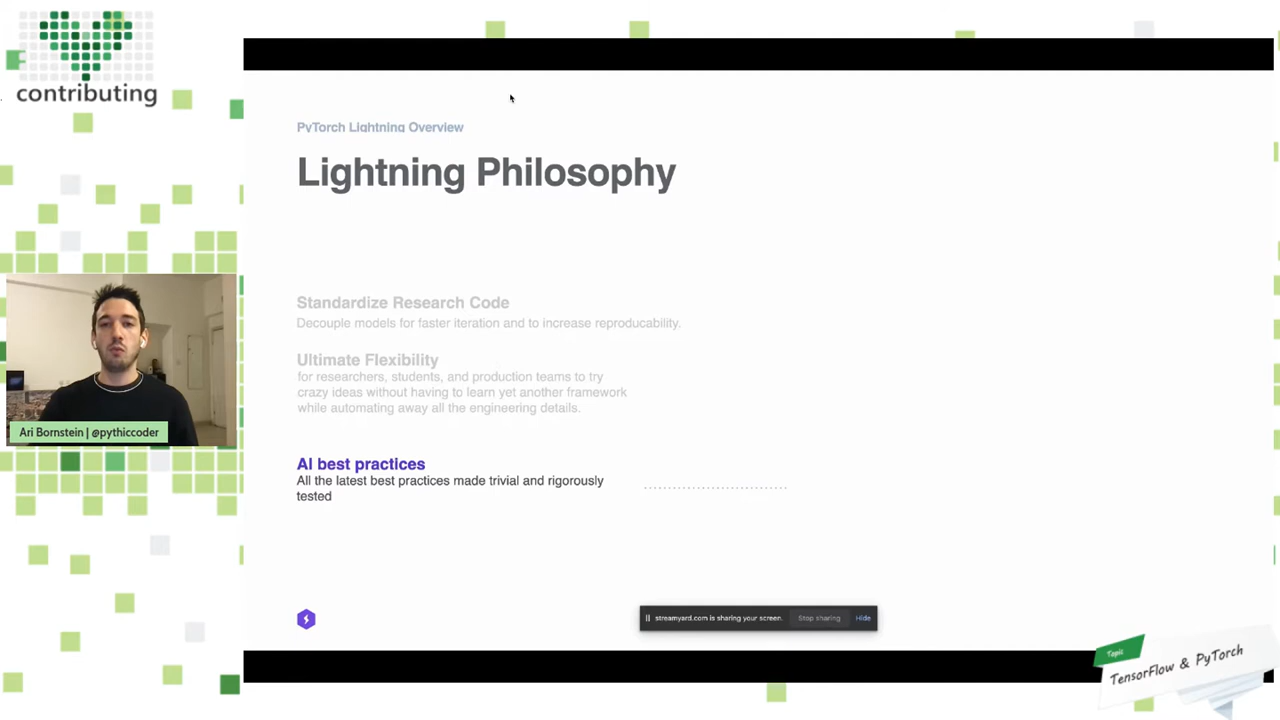 contributing
PyTorch Lightning Overview
Lightning Philosophy
Standardize Research Code
Decouple models for faster iteration and to increase reproducability.
Ultimate Flexibility
for researchers, students, and production teams to try
crazy ideas without having to learn yet another framework
while automating away all the engineering details.
AI best practices
All the latest best practices made trivial and rigorously
tested
Ari Bornstein | @pythiccoder
streamyard.com is sharing your screen.
Stop sharing
Hide
Topic
TensorFlow & PyTorch